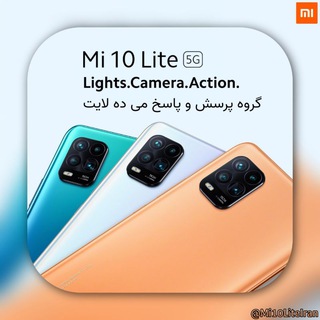 mi
Mi 10 Lite 5G
Lights.Camera.Action.
گروه پرسش و پاسخ می ده لایت
@Mi10LiteIran